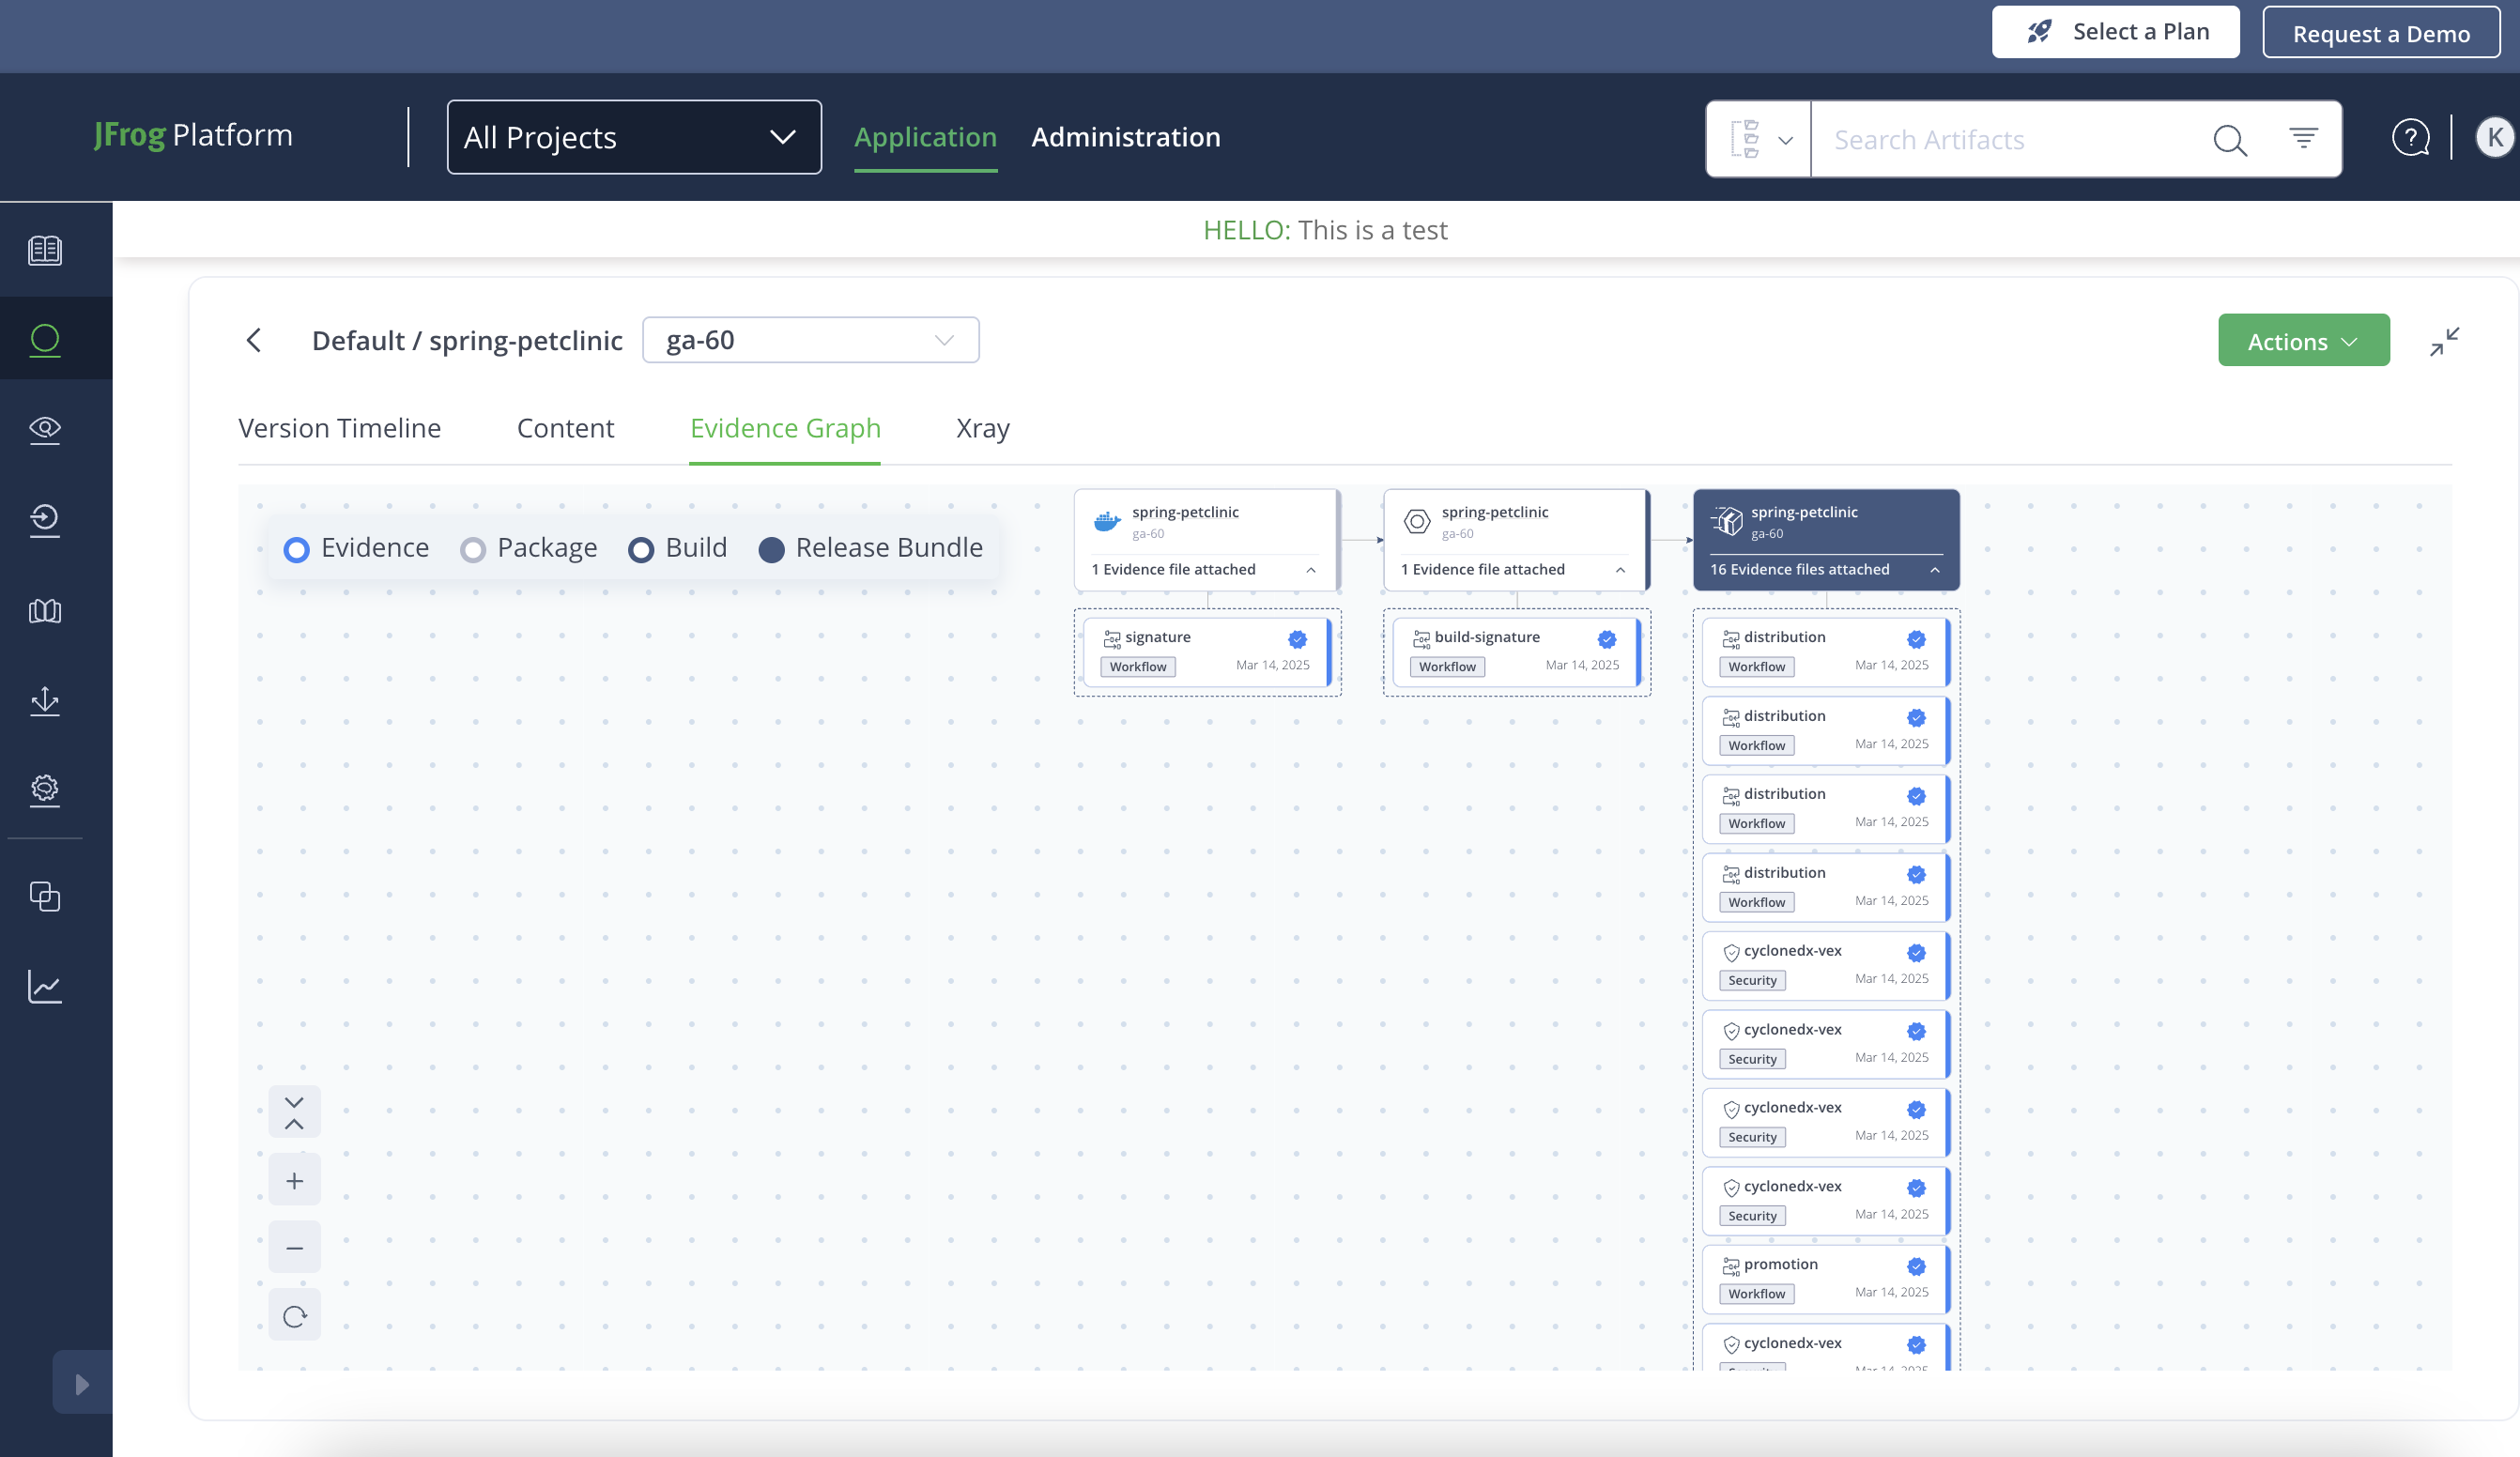 Select a Plan
Request a Demo
JFrog Platform
All Projects
Application
Administration
Search Artifacts
K
HELLO: This is a test
Default / spring-petclinic
ga-60
Actions
Version Timeline
Content
Evidence Graph
Xray
Evidence
Package
Build
Release Bundle
spring-petclinic
ga-60
1 Evidence file attached
signature
Workflow
Mar 14, 2025
spring-petclinic
ga-60
1 Evidence file attached
build-signature
Workflow
Mar 14, 2025
spring-petclinic
ga-60
16 Evidence files attached
distribution
Workflow
Mar 14, 2025
distribution
Workflow
Mar 14, 2025
distribution
Workflow
Mar 14, 2025
distribution
Workflow
Mar 14, 2025
cyclonedx-vex
Security
Mar 14, 2025
cyclonedx-vex
Security
Mar 14, 2025
cyclonedx-vex
Security
Mar 14, 2025
cyclonedx-vex
Security
Mar 14, 2025
promotion
Workflow
Mar 14, 2025
cyclonedx-vex